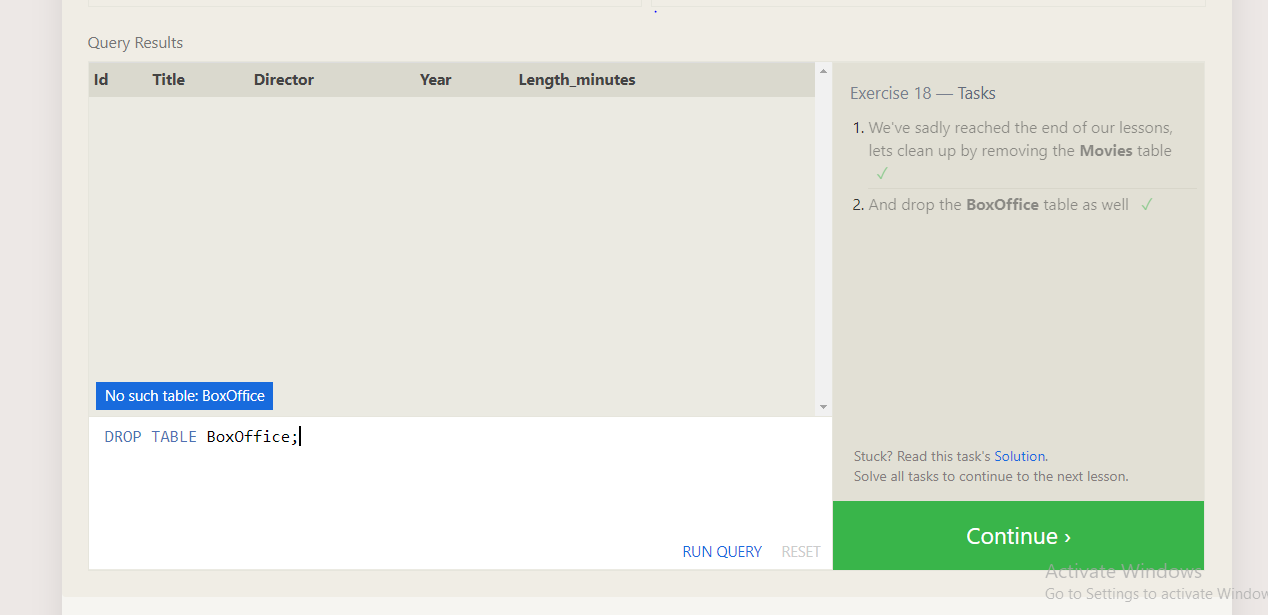 Query Results
Id Title Director Year Length_minutes
No such table: BoxOffice
DROP TABLE BoxOffice;
RUN QUERY RESET
Exercise 18 — Tasks
1. We've sadly reached the end of our lessons,
lets clean up by removing the Movies table
✓
2. And drop the BoxOffice table as well ✓
Stuck? Read this task's Solution.
Solve all tasks to continue to the next lesson.
Continue ›
Activate Windows
Go to Settings to activate Window